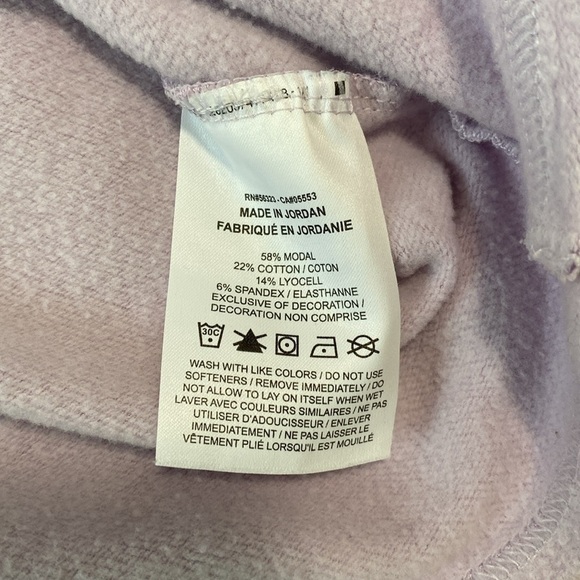 RN#56323 - CA#05553
MADE IN JORDAN
FABRIQUÉ EN JORDANIE
58% MODAL
22% COTTON / COTON
14% LYOCELL
6% SPANDEX / ELASTHANNE
EXCLUSIVE OF DECORATION /
DECORATION NON COMPRISE
30C
WASH WITH LIKE COLORS / DO NOT USE
SOFTENERS / REMOVE IMMEDIATELY / DO
NOT ALLOW TO LAY ON ITSELF WHEN WET
LAVER AVEC COULEURS SIMILAIRES / NE PAS
UTILISER D'ADOUCISSEUR / ENLEVER
IMMEDIATEMENT / NE PAS LAISSER LE
VÊTEMENT PLIÉ LORSQU'IL EST MOUILLÉ